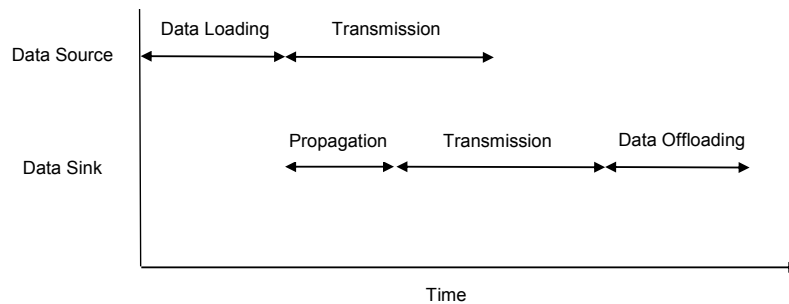 Data Loading
Transmission
Data Source
Propagation
Transmission
Data Offloading
Data Sink
Time